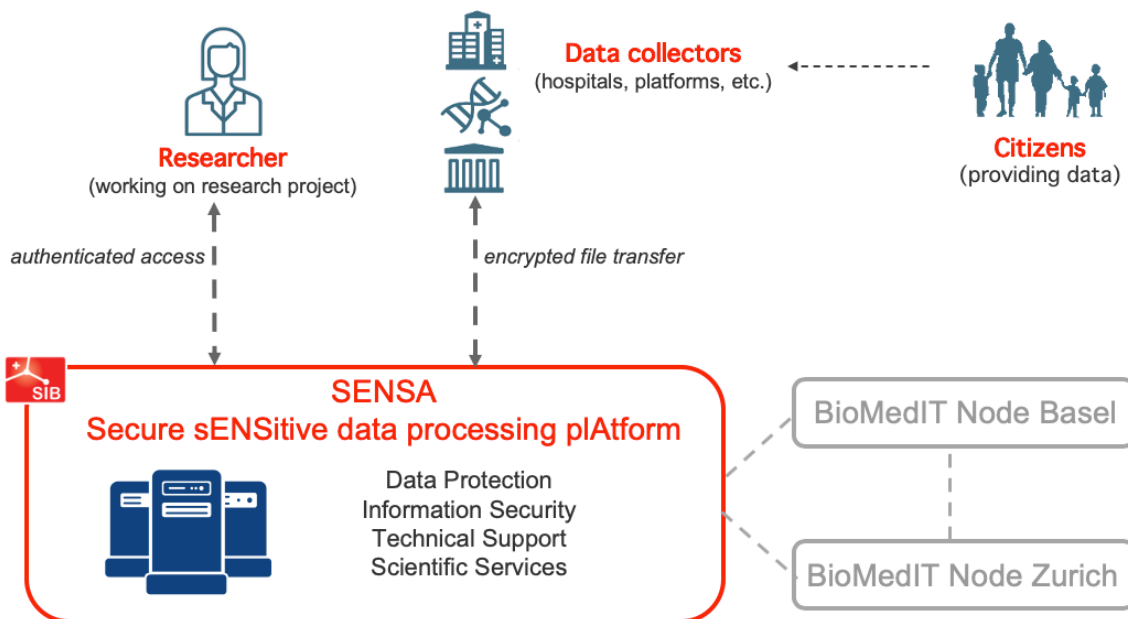 Data collectors
(hospitals, platforms, etc.)
Researcher
(working on research project)
Citizens
(providing data)
authenticated access
encrypted file transfer
SIB
SENSA
Secure sENSitive data processing plAtform
Data Protection
Information Security
Technical Support
Scientific Services
BioMedIT Node Basel
BioMedIT Node Zurich